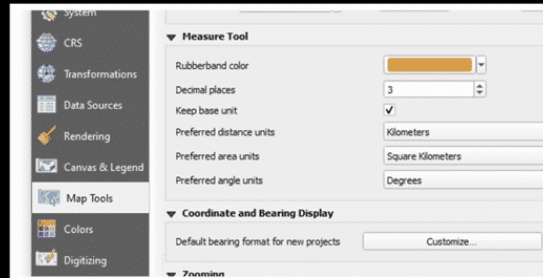 System
CRS
Transformations
Data Sources
Rendering
Canvas & Legend
Map Tools
Colors
Digitizing
Measure Tool
Rubberband color
Decimal places 3
Keep base unit
Preferred distance units Kilometers
Preferred area units Square Kilometers
Preferred angle units Degrees
Coordinate and Bearing Display
Default bearing format for new projects Customize...
Zooming